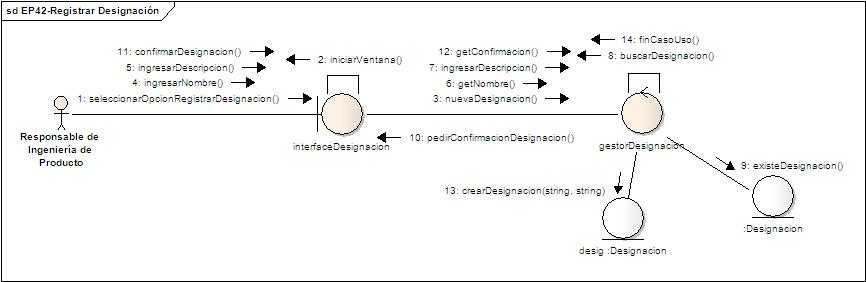 sd EP42-Registrar Designación
11: confirmarDesignacion()
5: ingresarDescripcion()
4: ingresarNombre()
1: seleccionarOpcionRegistrarDesignacion()
2: iniciarVentana()
12: getConfirmacion()
7: ingresarDescripcion()
6: getNombre()
3: nuevaDesignacion()
14: finCasoUso()
8: buscarDesignacion()
Responsable de
Ingeniería de
Producto
interfaceDesignacion
10: pedirConfirmacionDesignacion()
gestorDesignacion
9: existeDesignacion()
13: crearDesignacion(string, string)
desig :Designacion
:Designacion